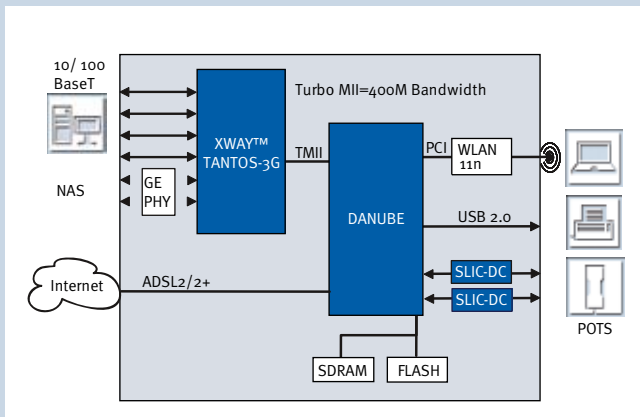 10/ 100
BaseT
NAS
Internet
XWAY™
TANTOS-3G
GE
PHY
Turbo MII=400M Bandwidth
TMII
DANUBE
PCI
WLAN
11n
USB 2.0
SLIC-DC
SLIC-DC
ADSL2/2+
SDRAM
FLASH
POTS